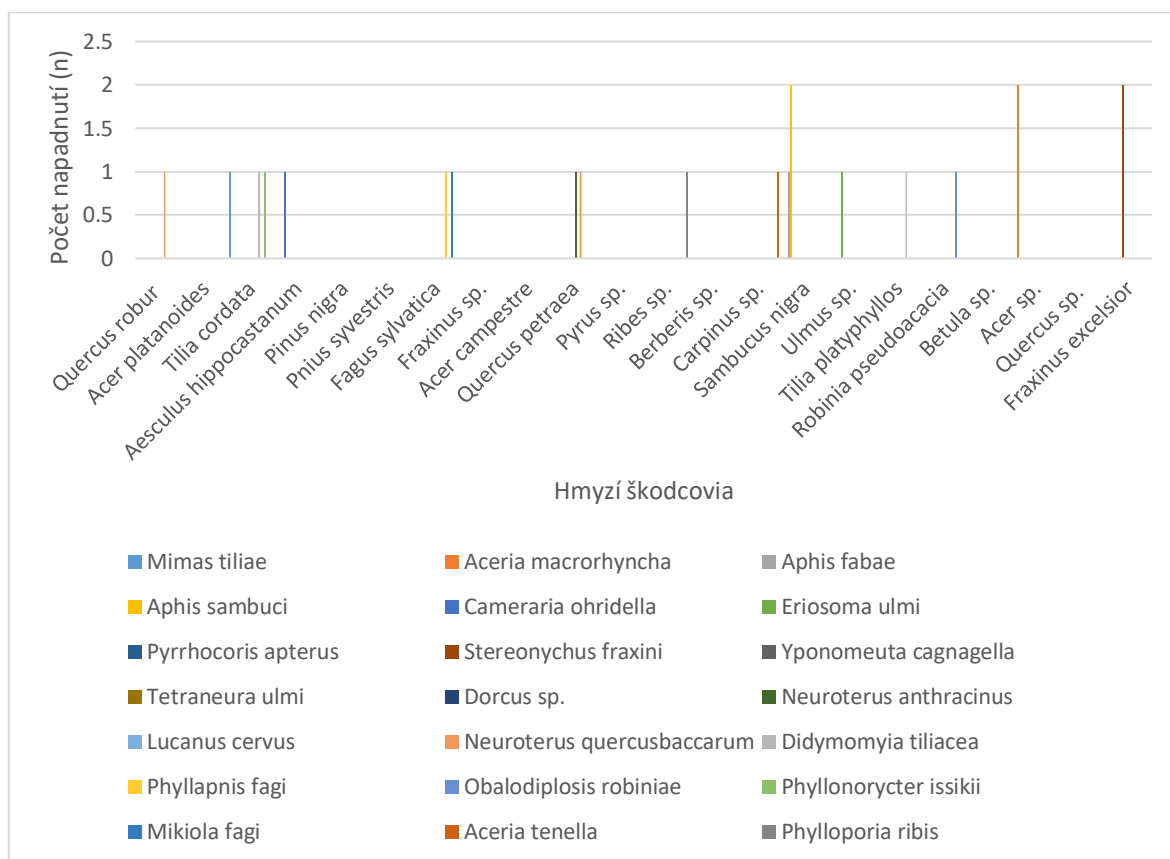 Počet napadnutí (n)
2.5
2
1.5
1
0.5
0
Quercus robur
Acer platanoides
Tilia cordata
Aesculus hippocastanum
Pinus nigra
Pnius syvestris
Fagus sylvatica
Fraxinus sp.
Acer campestre
Quercus petraea
Pyrus sp.
Ribes sp.
Berberis sp.
Carpinus sp.
Sambucus nigra
Ulmus sp.
Tilia platyphyllos
Robinia pseudoacacia
Betula sp.
Acer sp.
Quercus sp.
Fraxinus excelsior
Hmyzí škodcovia
Mimas tiliae Aceria macrorhyncha Aphis fabae
Aphis sambuci Cameraria ohridella Eriosoma ulmi
Pyrrhocoris apterus Stereonychus fraxini Yponomeuta cagnagella
Tetraneura ulmi Dorcus sp. Neuroterus anthracinus
Lucanus cervus Neuroterus quercusbaccarum Didymomyia tiliacea
Phyllapnis fagi Obalodiplosis robiniae Phyllonorycter issikii
Mikiola fagi Aceria tenella Phylloporia ribis